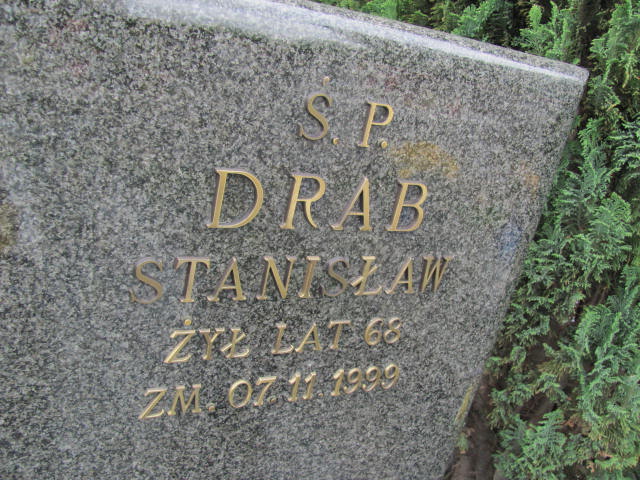 Ś. P.
DRAB
STANISŁAW
ŻYŁ LAT 68
ZM. 07.11.1999